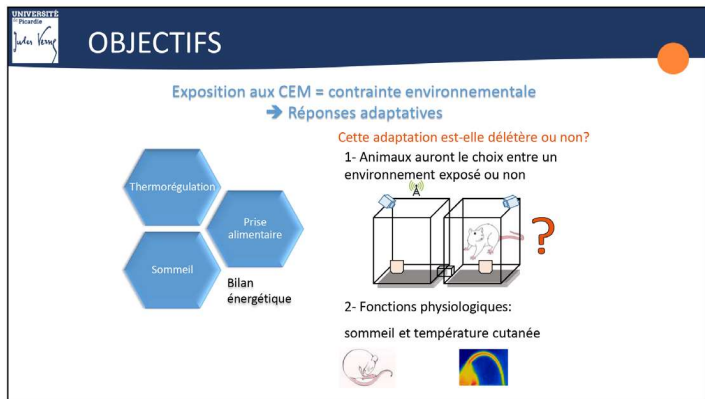 UNIVERSITÉ
de Picardie
Jules Verne
OBJECTIFS
Exposition aux CEM = contrainte environnementale
➔ Réponses adaptatives
Cette adaptation est-elle délétère ou non?
1- Animaux auront le choix entre un
environnement exposé ou non
Thermorégulation
Prise
alimentaire
Sommeil
Bilan
énergétique
?
2- Fonctions physiologiques:
sommeil et température cutanée